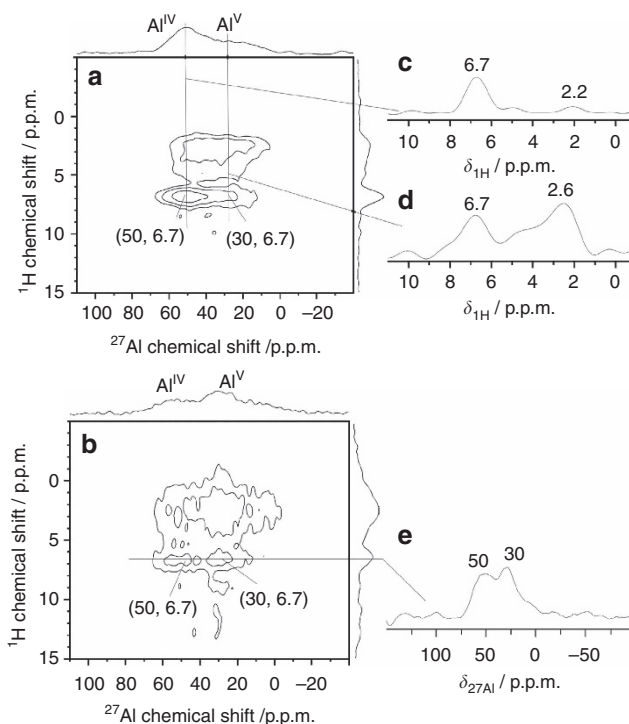 Al^IV Al^V
a
0
5
10
15
¹H chemical shift / p.p.m.
(50, 6.7) (30, 6.7)
100 80 60 40 20 0 −20
²⁷Al chemical shift /p.p.m.
c
6.7
2.2
10 8 6 4 2 0
δ1H / p.p.m.
d
6.7
2.6
10 8 6 4 2 0
δ1H / p.p.m.
Al^IV Al^V
b
0
5
10
15
¹H chemical shift / p.p.m.
(50, 6.7) (30, 6.7)
110 80 60 40 20 0 −20
²⁷Al chemical shift / p.p.m.
e
50 30
100 50 0 −50
δ27Al / p.p.m.